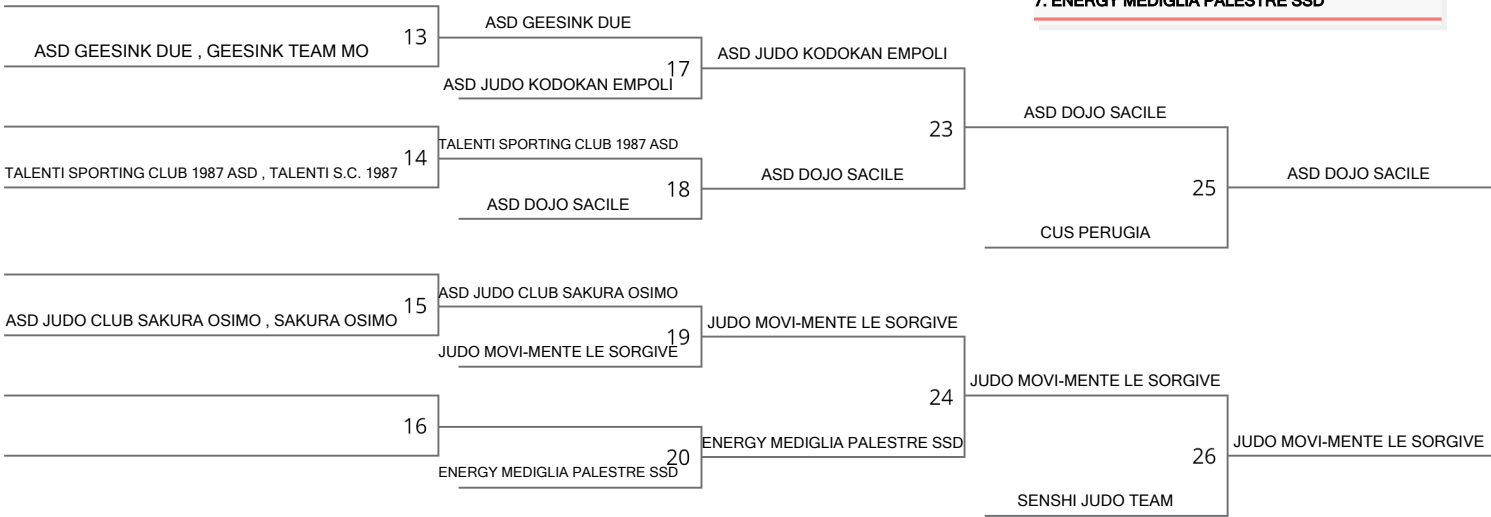 7. ENERGY MEDIGLIA PALESTRE SSD
ASD GEESINK DUE , GEESINK TEAM MO
13
ASD GEESINK DUE
ASD JUDO KODOKAN EMPOLI
17
ASD JUDO KODOKAN EMPOLI
TALENTI SPORTING CLUB 1987 ASD , TALENTI S.C. 1987
14
TALENTI SPORTING CLUB 1987 ASD
ASD DOJO SACILE
18
ASD DOJO SACILE
23
ASD DOJO SACILE
CUS PERUGIA
25
ASD DOJO SACILE
ASD JUDO CLUB SAKURA OSIMO , SAKURA OSIMO
15
ASD JUDO CLUB SAKURA OSIMO
JUDO MOVI-MENTE LE SORGIVE
19
JUDO MOVI-MENTE LE SORGIVE
16
ENERGY MEDIGLIA PALESTRE SSD
20
ENERGY MEDIGLIA PALESTRE SSD
24
JUDO MOVI-MENTE LE SORGIVE
SENSHI JUDO TEAM
26
JUDO MOVI-MENTE LE SORGIVE